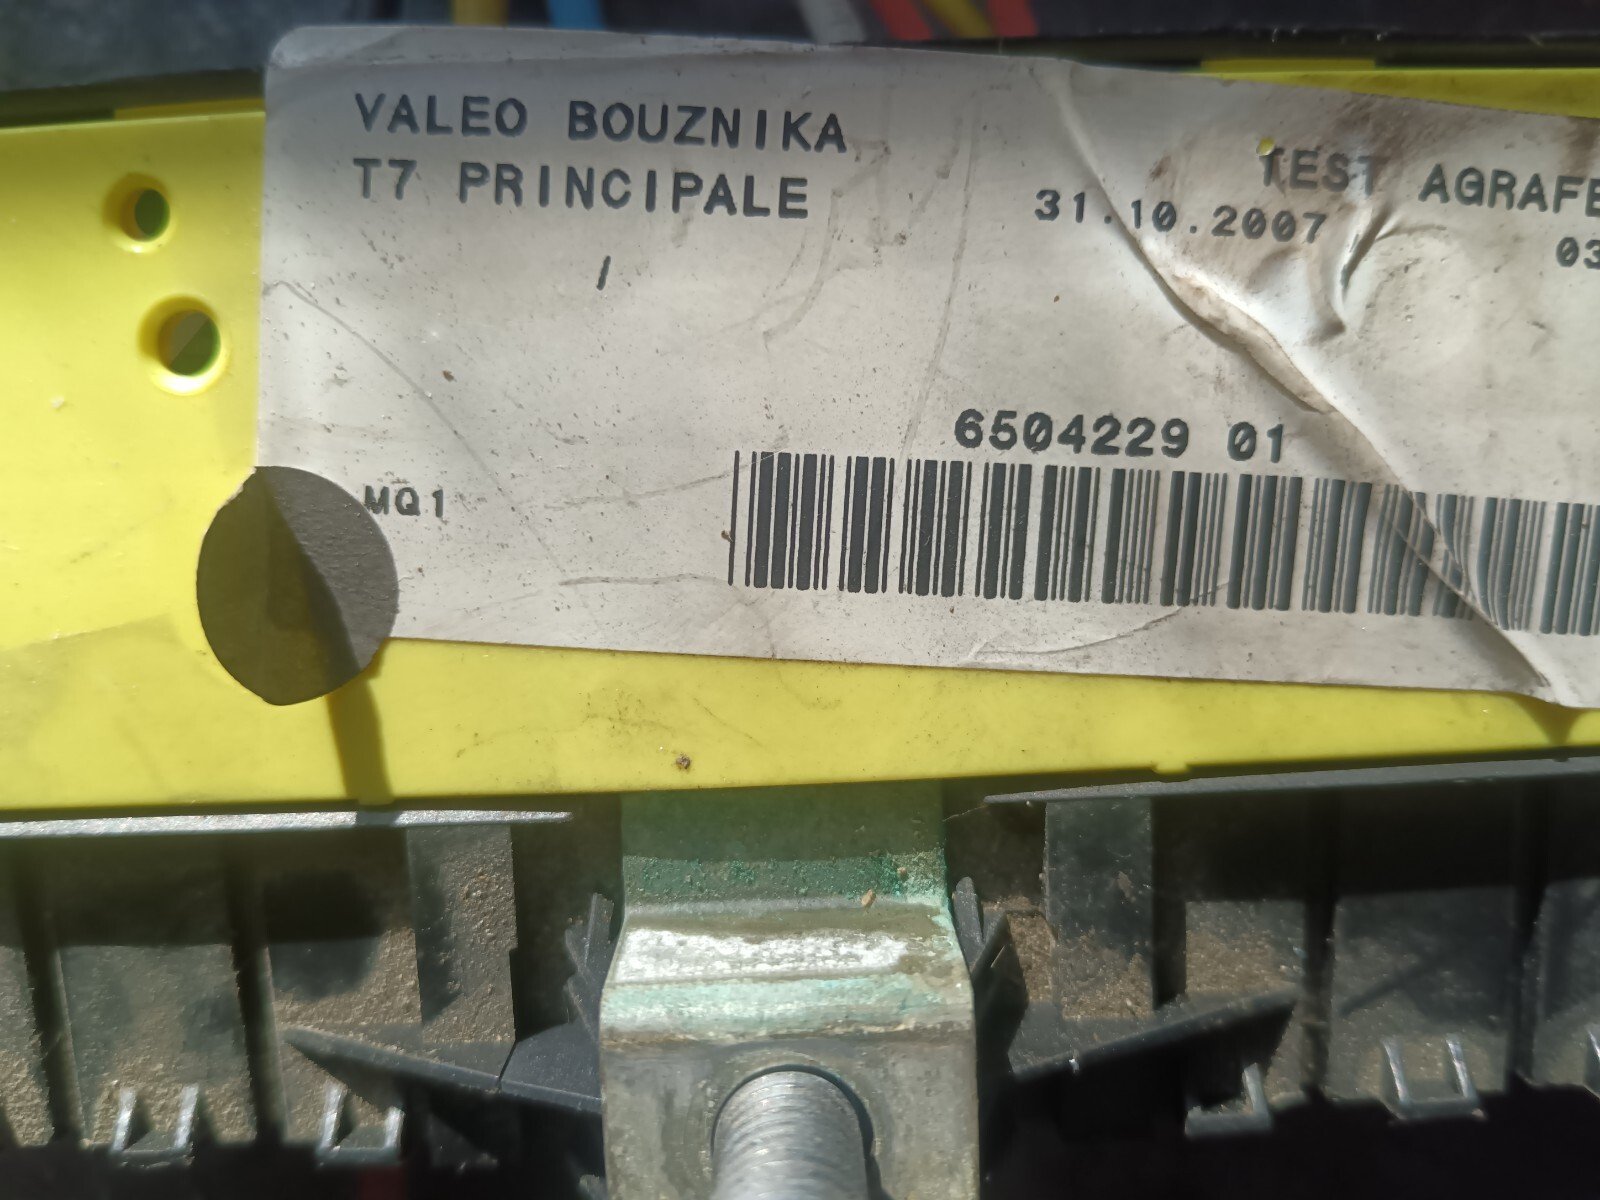 VALEO BOUZNIKA
T7 PRINCIPALE
/
TEST AGRAFE
31.10.2007
03
6504229 01
MQ1